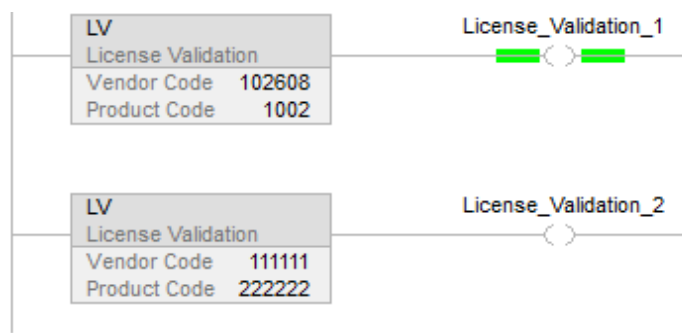 LV
License Validation
Vendor Code 102608
Product Code 1002
License_Validation_1
LV
License Validation
Vendor Code 111111
Product Code 222222
License_Validation_2